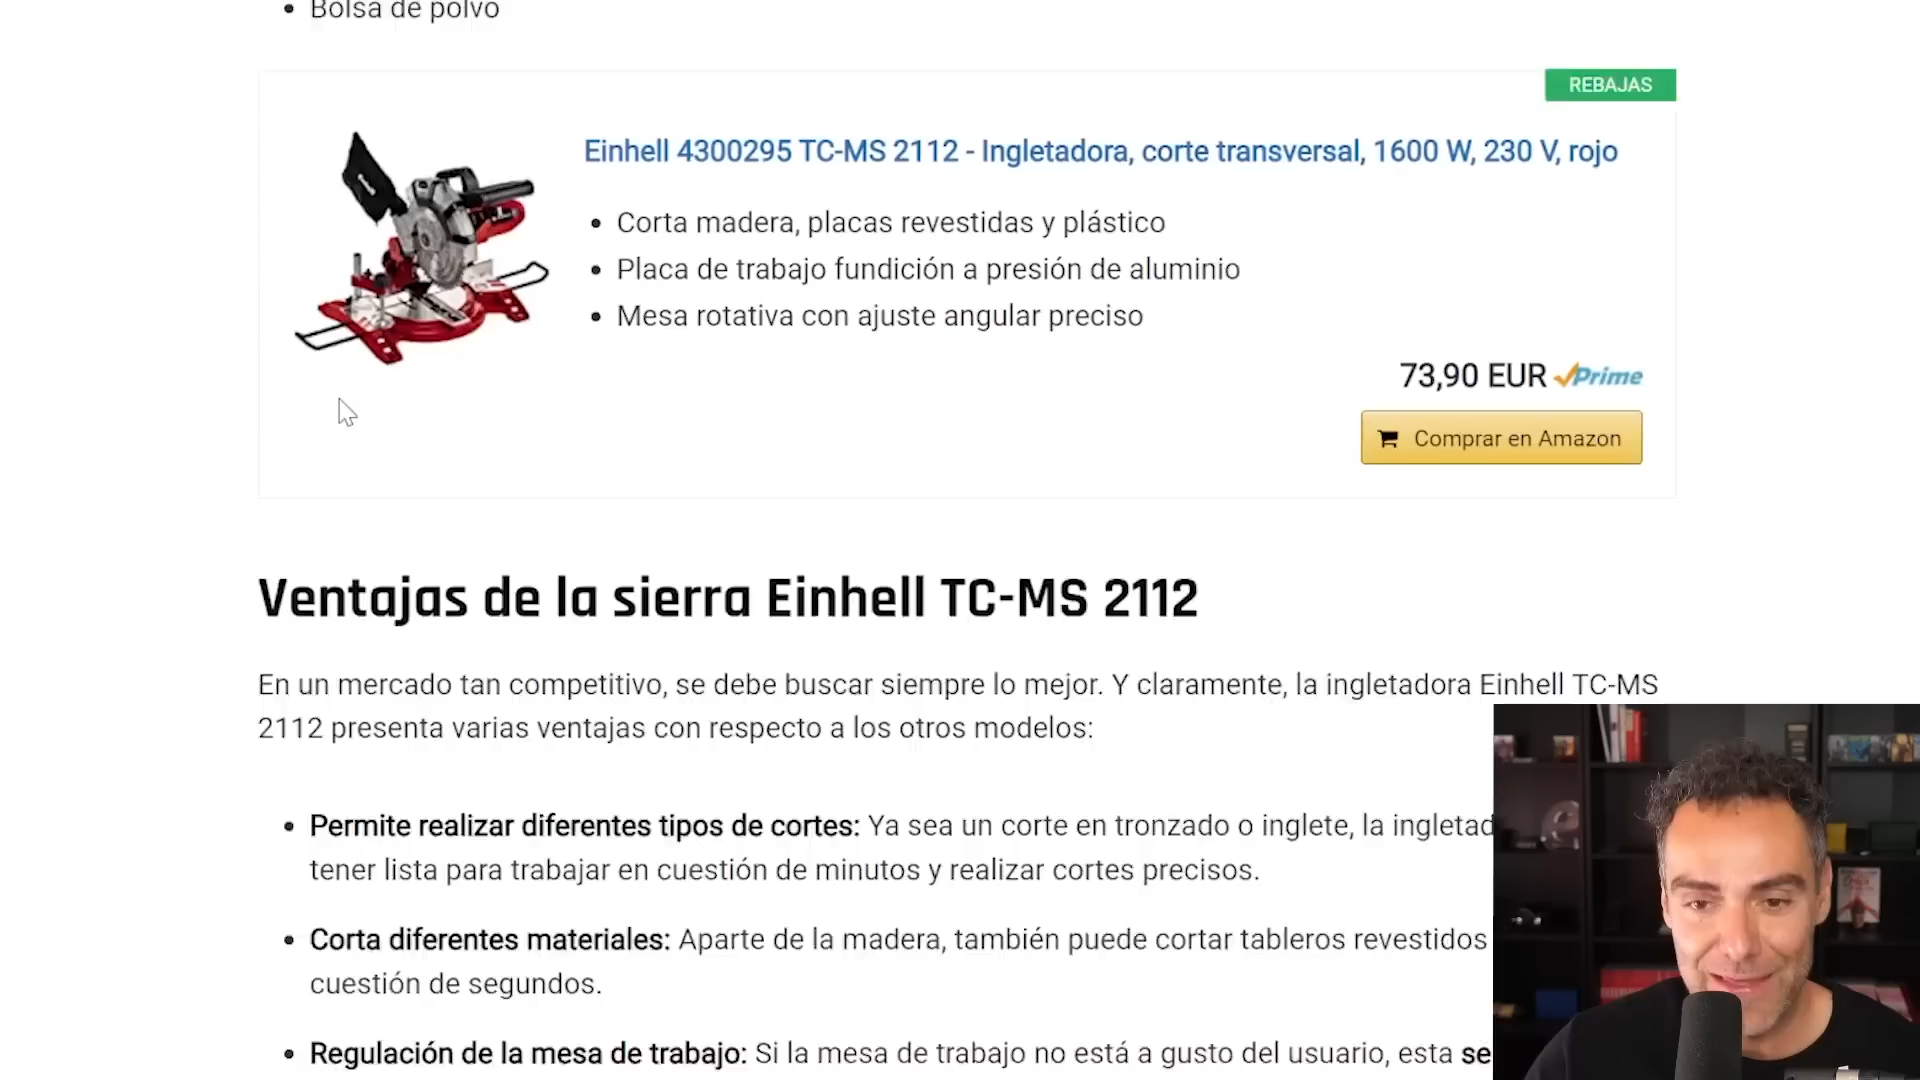 Bolsa de polvo
REBAJAS
Einhell 4300295 TC-MS 2112 - Ingletadora, corte transversal, 1600 W, 230 V, rojo
Corta madera, placas revestidas y plástico
Placa de trabajo fundición a presión de aluminio
Mesa rotativa con ajuste angular preciso
73,90 EUR Prime
Comprar en Amazon
Ventajas de la sierra Einhell TC-MS 2112
En un mercado tan competitivo, se debe buscar siempre lo mejor. Y claramente, la ingletadora Einhell TC-MS
2112 presenta varias ventajas con respecto a los otros modelos:
Permite realizar diferentes tipos de cortes: Ya sea un corte en tronzado o inglete, la ingletad
tener lista para trabajar en cuestión de minutos y realizar cortes precisos.
Corta diferentes materiales: Aparte de la madera, también puede cortar tableros revestidos
cuestión de segundos.
Regulación de la mesa de trabajo: Si la mesa de trabajo no está a gusto del usuario, esta se